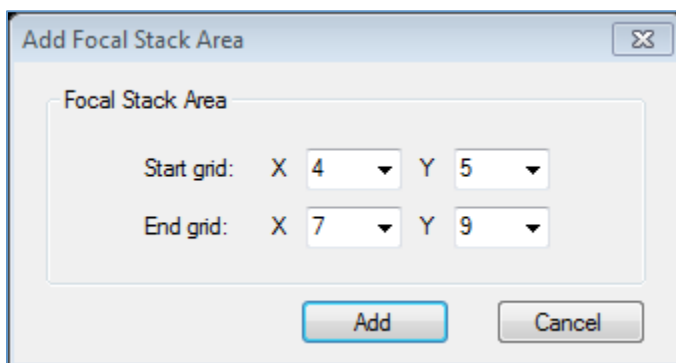 Add Focal Stack Area
Focal Stack Area
Start grid: X 4 Y 5
End grid: X 7 Y 9
Add Cancel